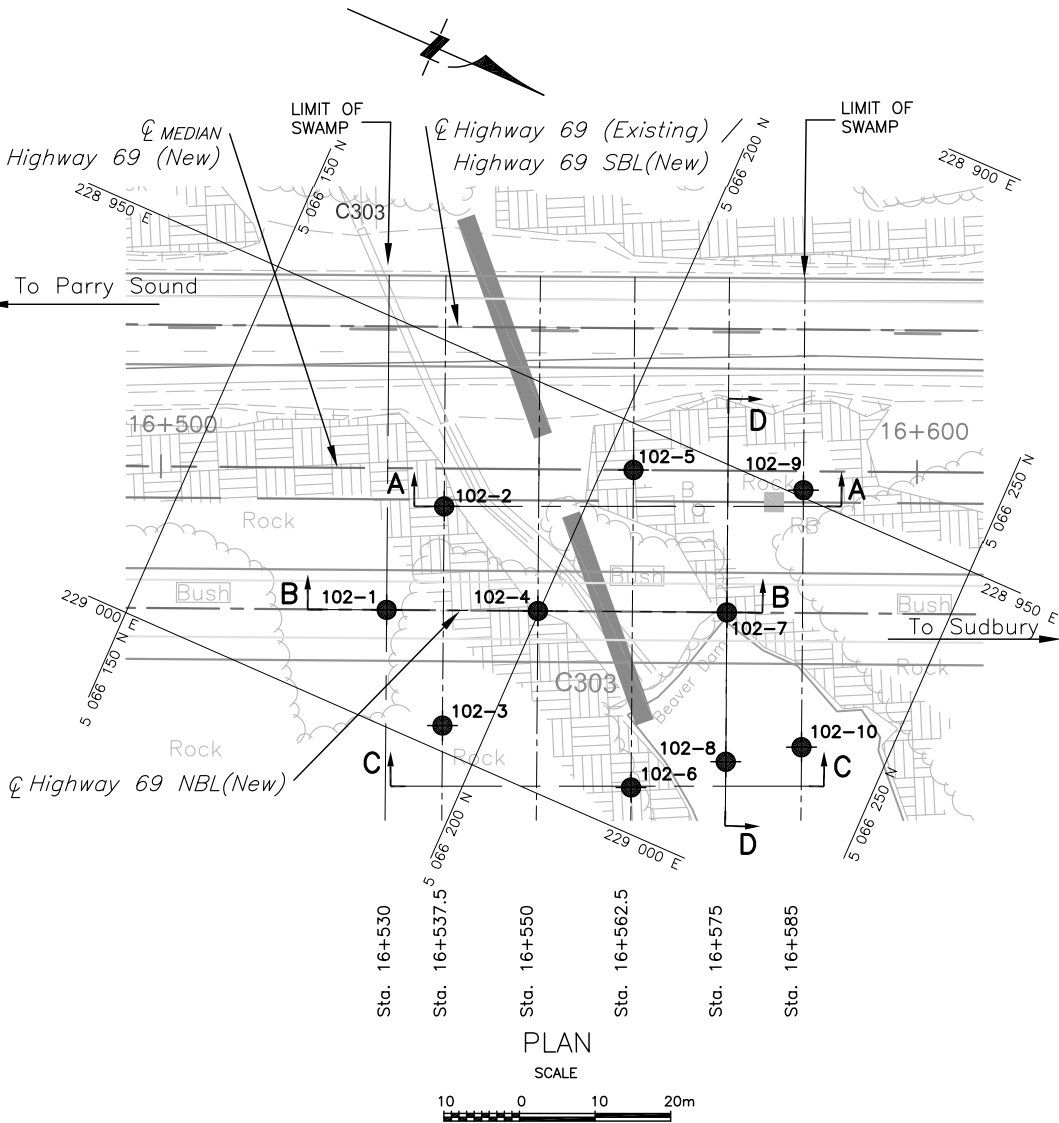 LIMIT OF
SWAMP
LIMIT OF
SWAMP
℄ MEDIAN
Highway 69 (New)
℄ Highway 69 (Existing) /
Highway 69 SBL(New)
5 066 150 N
5 066 200 N
228 900 E
228 950 E
C303
To Parry Sound
16+500
16+600
D
A
102-2
102-5
102-9
A
Rock
B
Rock
RB
5 066 250 N
Bush
B
102-1
102-4
Bush
B
102-7
Bush
228 950 E
229 000 E
To Sudbury
5 066 150 N
C303
Beaver Dam
Rock
102-3
Rock
Rock
℄ Highway 69 NBL(New)
C
102-6
102-8
102-10
C
D
5 066 200 N
229 000 E
5 066 250 N
Sta. 16+530
Sta. 16+537.5
Sta. 16+550
Sta. 16+562.5
Sta. 16+575
Sta. 16+585
PLAN
SCALE
10 0 10 20m